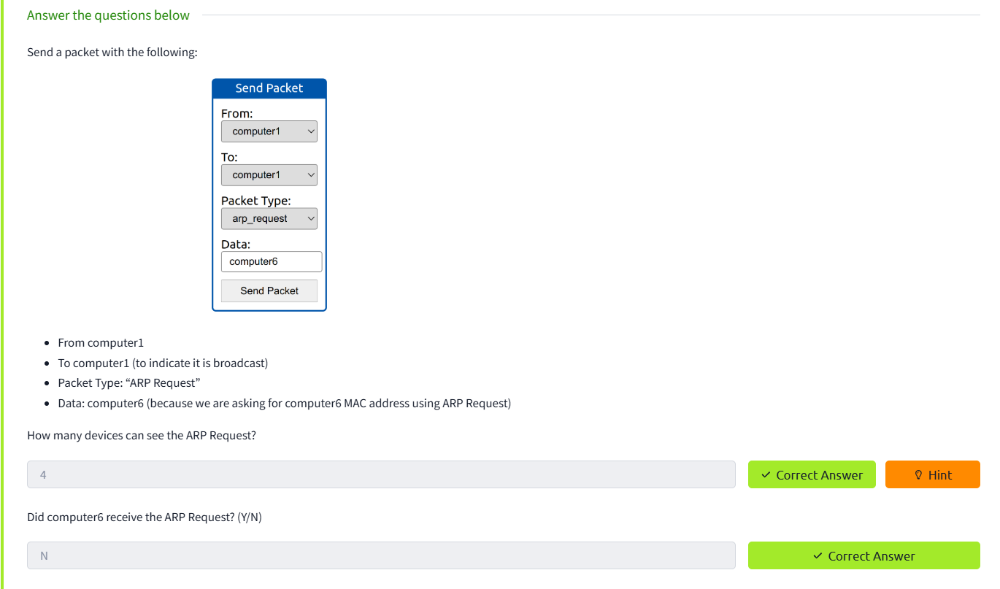 Answer the questions below
Send a packet with the following:
Send Packet
From:
computer1
To:
computer1
Packet Type:
arp_request
Data:
computer6
Send Packet
From computer1
To computer1 (to indicate it is broadcast)
Packet Type: “ARP Request”
Data: computer6 (because we are asking for computer6 MAC address using ARP Request)
How many devices can see the ARP Request?
4
Correct Answer
Hint
Did computer6 receive the ARP Request? (Y/N)
N
Correct Answer